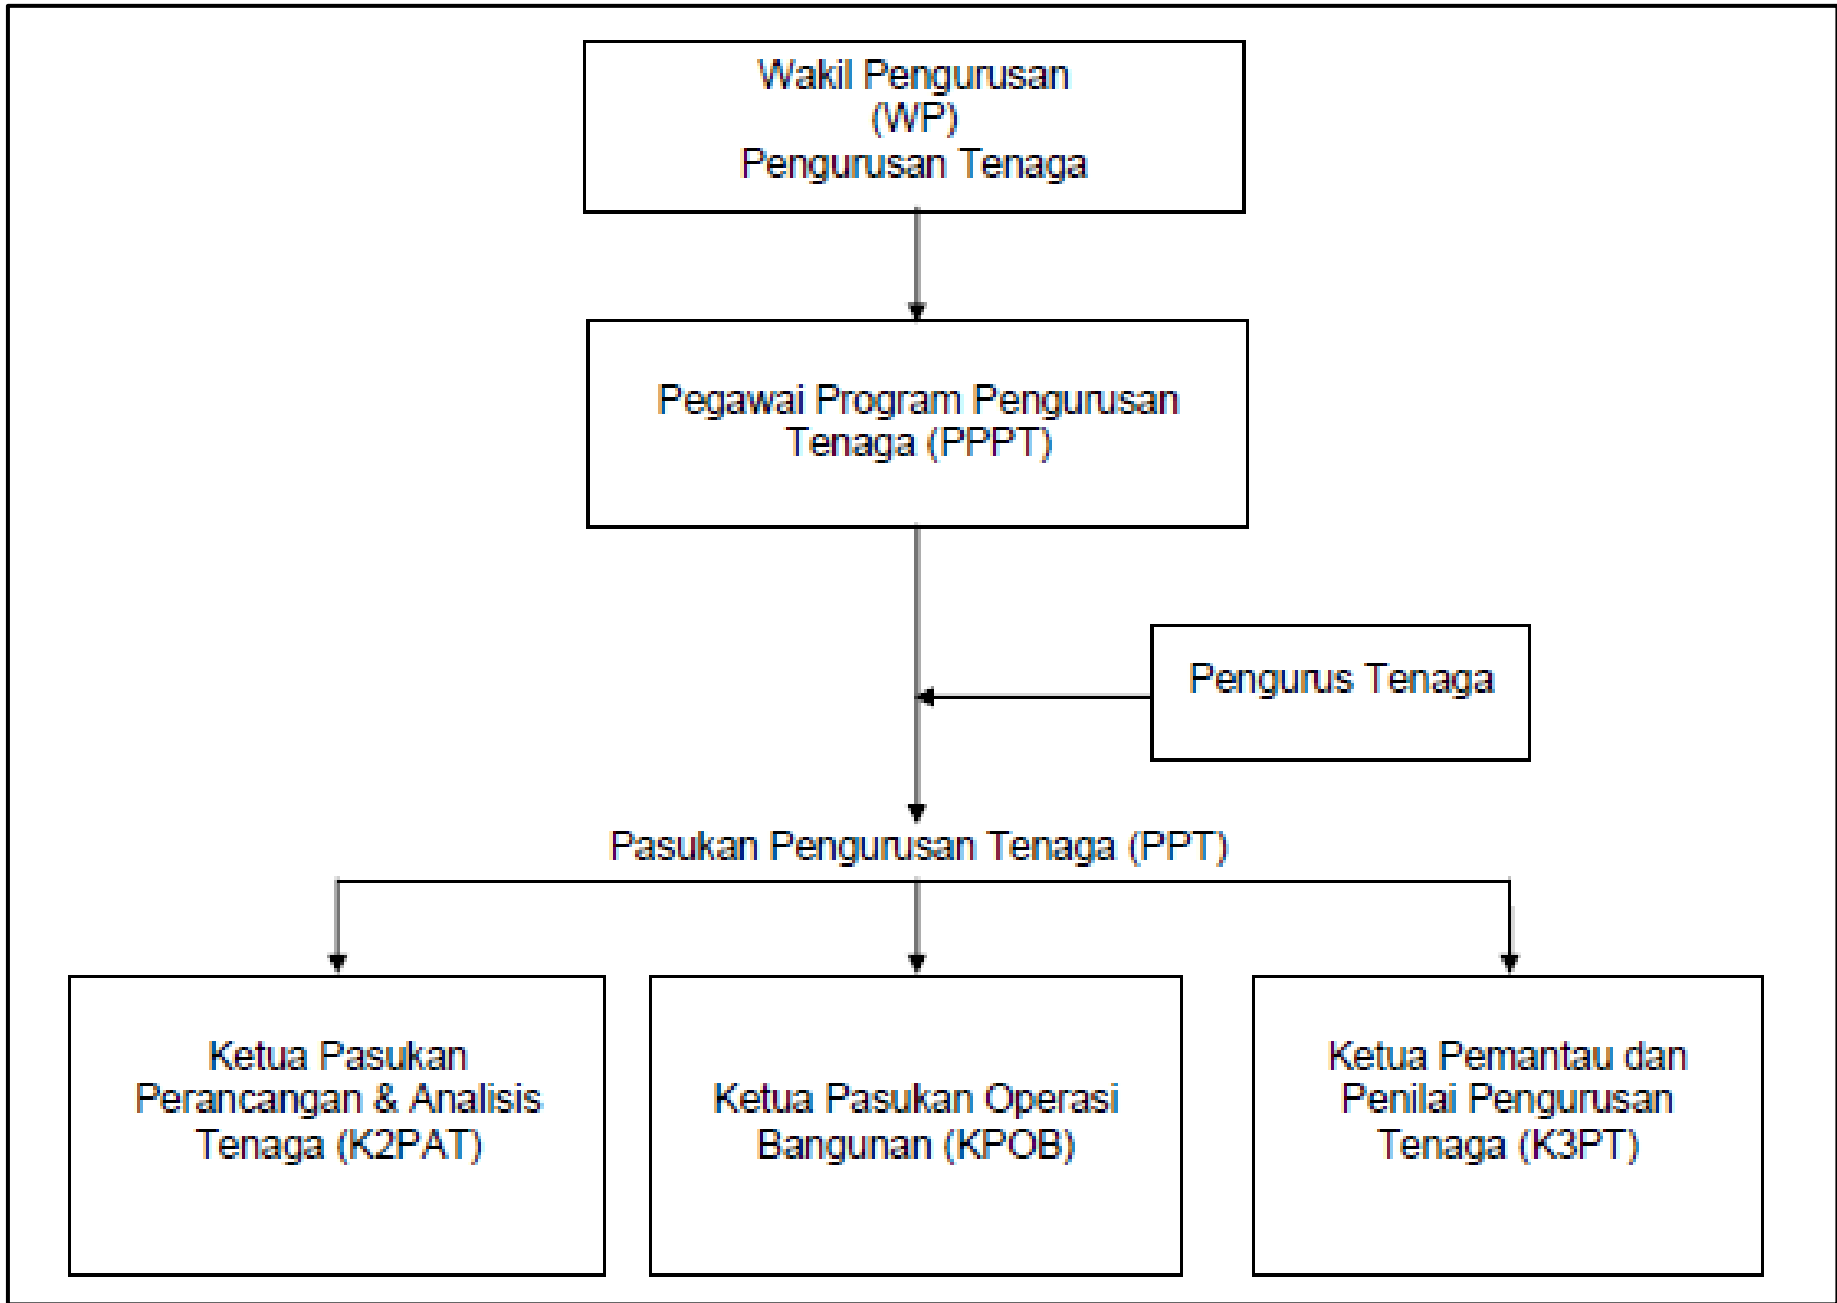 Wakil Pengurusan
(WP)
Pengurusan Tenaga
Pegawai Program Pengurusan
Tenaga (PPPT)
Pengurus Tenaga
Pasukan Pengurusan Tenaga (PPT)
Ketua Pasukan
Perancangan & Analisis
Tenaga (K2PAT)
Ketua Pasukan Operasi
Bangunan (KPOB)
Ketua Pemantau dan
Penilai Pengurusan
Tenaga (K3PT)